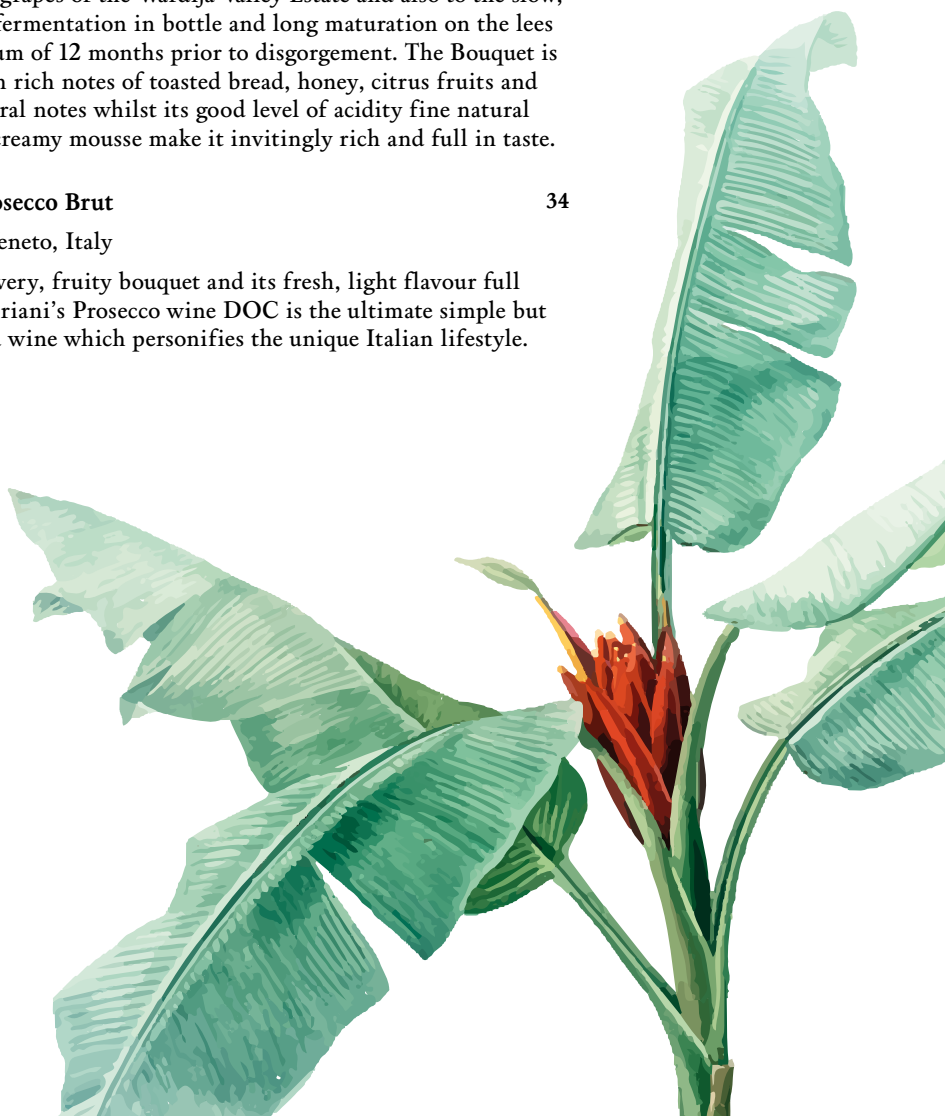 grapes of the Wardija Valley Estate and also to the slow,
fermentation in bottle and long maturation on the lees
um of 12 months prior to disgorgement. The Bouquet is
rich notes of toasted bread, honey, citrus fruits and
ral notes whilst its good level of acidity fine natural
creamy mousse make it invitingly rich and full in taste.
osecco Brut 34
eneto, Italy
very, fruity bouquet and its fresh, light flavour full
riani’s Prosecco wine DOC is the ultimate simple but
wine which personifies the unique Italian lifestyle.